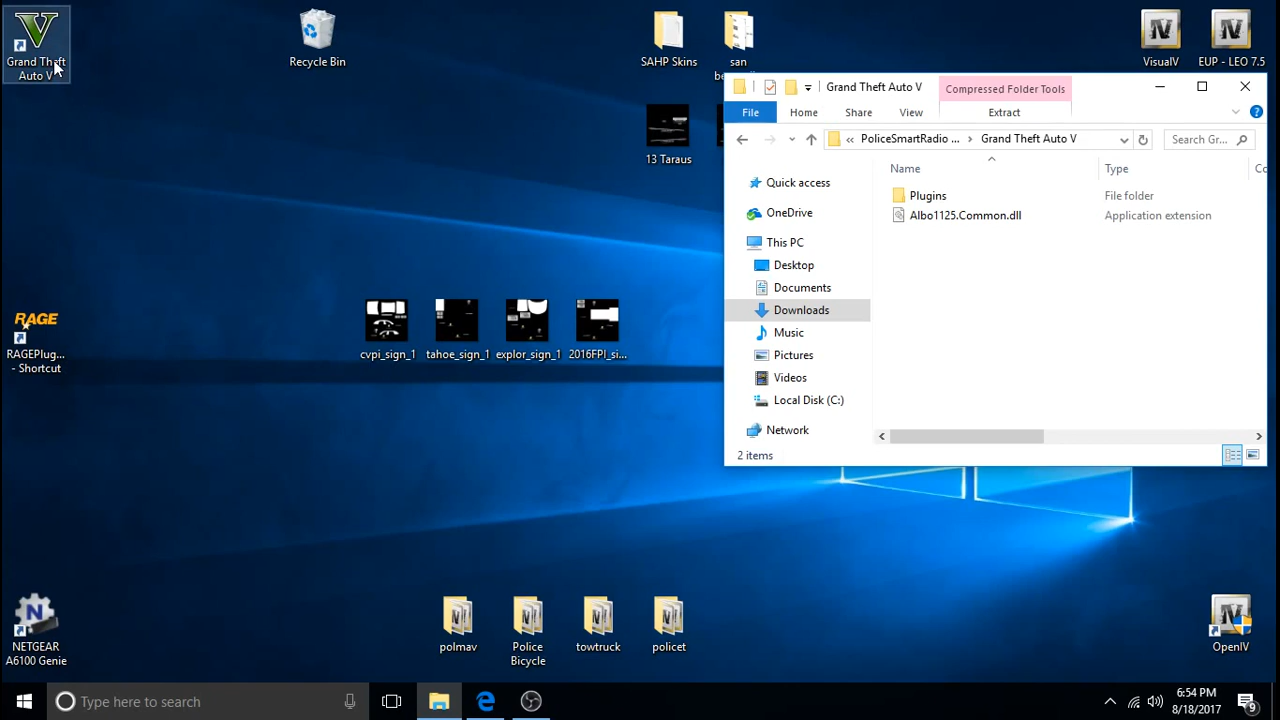 Grand Theft
Auto V
Recycle Bin
SAHP Skins
san
VisualV
EUP - LEO 7.5
13 Taraus
Grand Theft Auto V
Compressed Folder Tools
File
Home
Share
View
Extract
« PoliceSmartRadio ... > Grand Theft Auto V
Search Gr...
Name
Type
Co
Quick access
OneDrive
This PC
Desktop
Documents
Downloads
Music
Pictures
Videos
Local Disk (C:)
Network
Plugins
File folder
Albo1125.Common.dll
Application extension
2 items
RAGE
RAGEPlug...
- Shortcut
cvpi_sign_1
tahoe_sign_1
explor_sign_1
2016FPI_si...
NETGEAR
A6100 Genie
polmav
Police
Bicycle
towtruck
policet
OpenIV
Type here to search
6:54 PM
8/18/2017
9